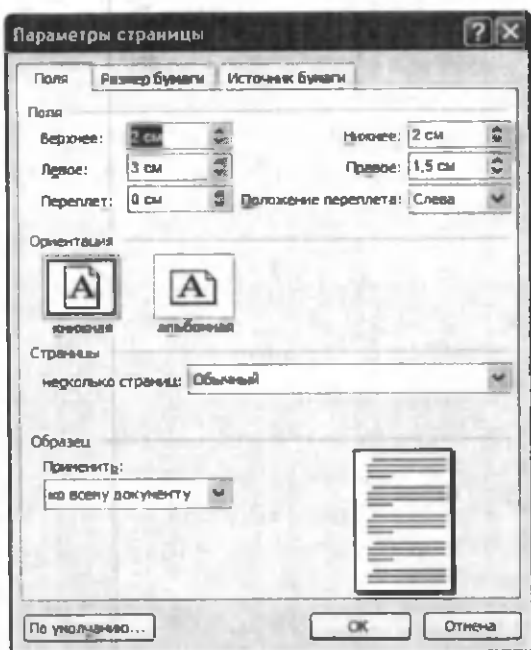 Параметры страницы
Поля Размер бумаги Источник бумаги
Поля
Верхнее: 2 см Нижнее: 2 см
Левое: 3 см Правое: 1,5 см
Переплет: 0 см Положение переплета: Слева
Ориентация
A A
книжная альбомная
Страницы
несколько страниц: Обычный
Образец
Применить:
ко всему документу
По умолчанию... ОК Отмена